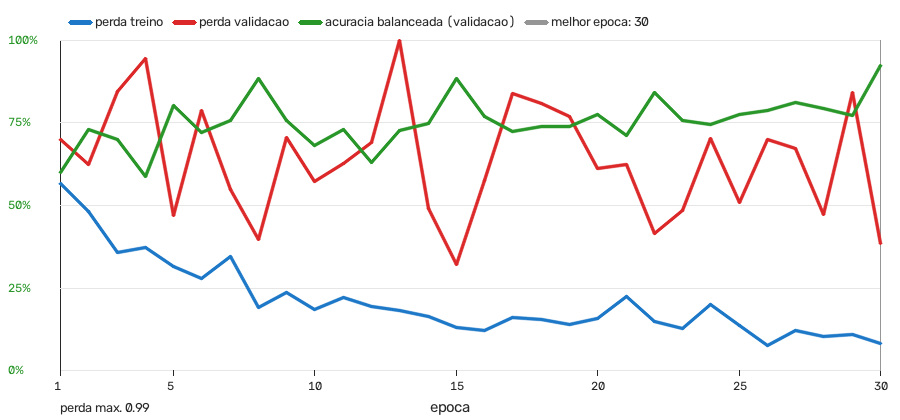 perda treino perda validacao acuracia balanceada (validacao) melhor epoca: 30
100%
75%
50%
25%
0%
1 5 10 15 20 25 30
perda max. 0.99 epoca